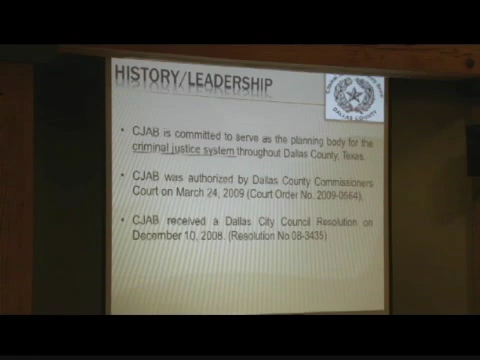 HISTORY/LEADERSHIP
DALLAS COUNTY
CJAB is committed to serve as the planning body for the
criminal justice system throughout Dallas County, Texas.
CJAB was authorized by Dallas County Commissioners
Court on March 24, 2009 (Court Order No. 2009-0564),
CJAB received a Dallas City Council Resolution on
December 10, 2008. (Resolution No 08-3435)